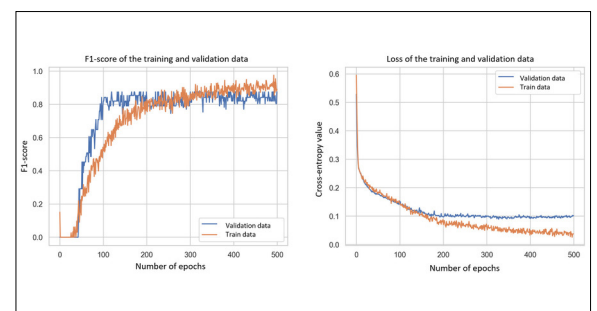 F1-score of the training and validation data
1.0
0.8
0.6
0.4
0.2
0.0
F1-score
0
100
200
300
400
500
Number of epochs
Validation data
Train data
Loss of the training and validation data
0.6
0.5
0.4
0.3
0.2
0.1
0.0
Cross-entropy value
0
100
200
300
400
500
Number of epochs
Validation data
Train data